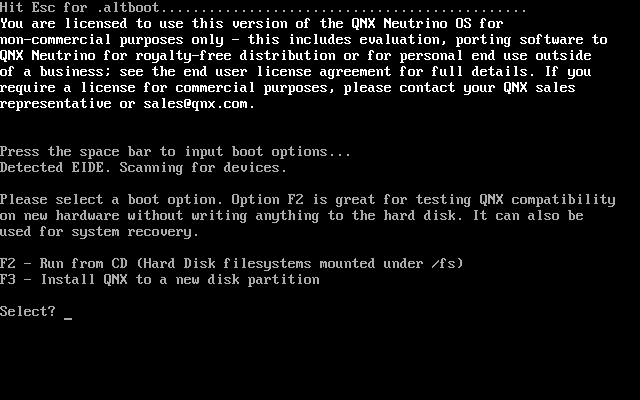 Hit Esc for .altboot..............................................
You are licensed to use this version of the QNX Neutrino OS for
non-commercial purposes only - this includes evaluation, porting software to
QNX Neutrino for royalty-free distribution or for personal end use outside
of a business; see the end user license agreement for full details. If you
require a license for commercial purposes, please contact your QNX sales
representative or sales@qnx.com.
Press the space bar to input boot options...
Detected EIDE. Scanning for devices.
Please select a boot option. Option F2 is great for testing QNX compatibility
on new hardware without writing anything to the hard disk. It can also be
used for system recovery.
F2 - Run from CD (Hard Disk filesystems mounted under /fs)
F3 - Install QNX to a new disk partition
Select? _